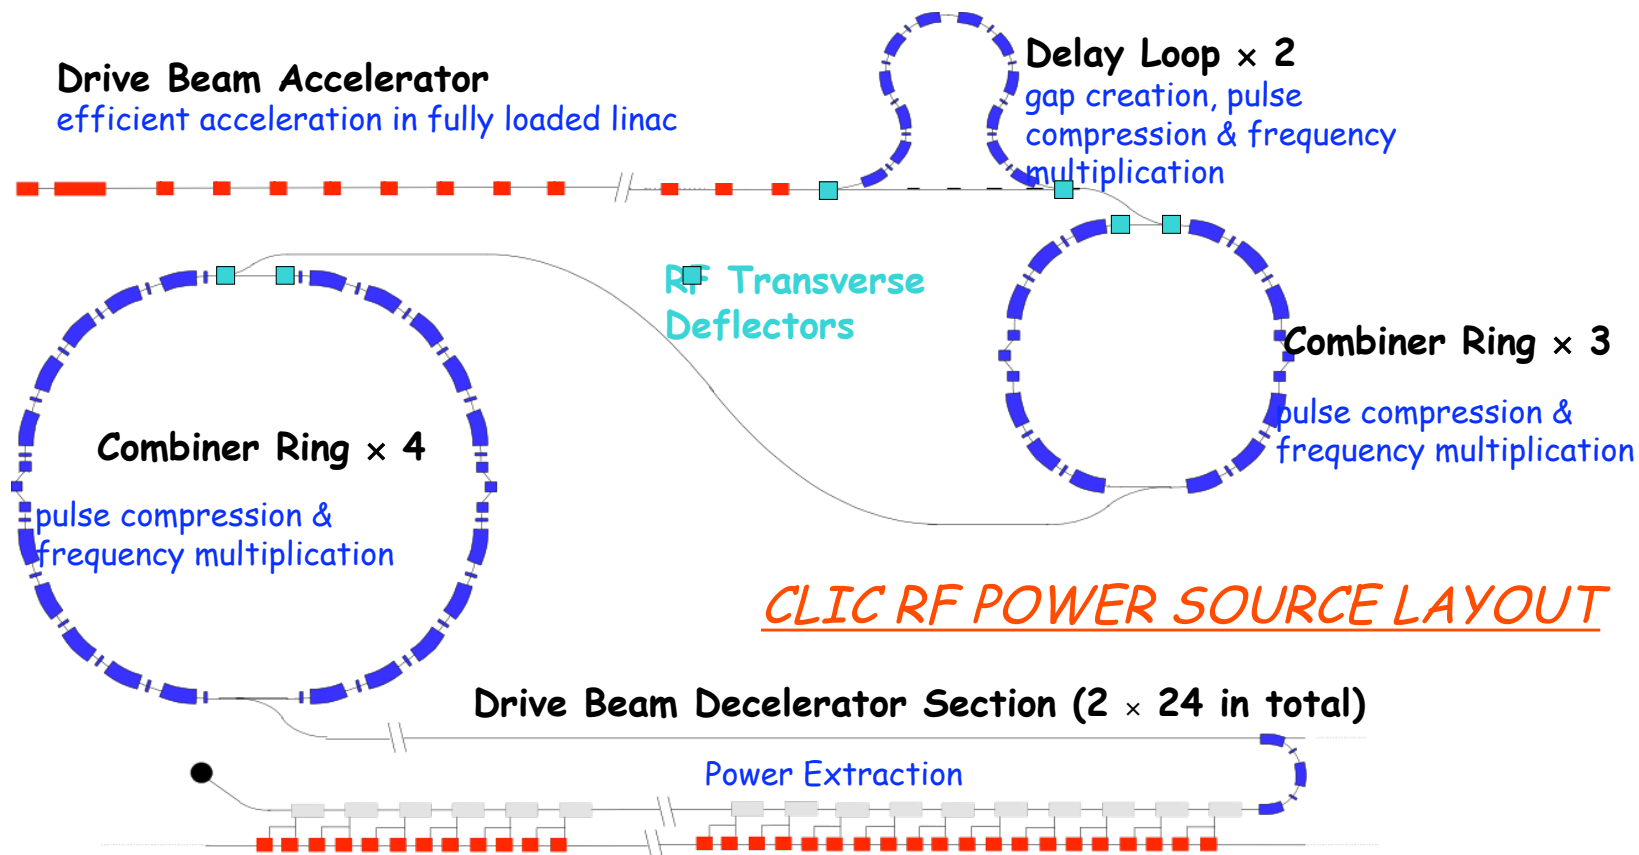 Drive Beam Accelerator
efficient acceleration in fully loaded linac
Delay Loop × 2
gap creation, pulse
compression & frequency
multiplication
RF Transverse
Deflectors
Combiner Ring × 3
pulse compression &
frequency multiplication
Combiner Ring × 4
pulse compression &
frequency multiplication
CLIC RF POWER SOURCE LAYOUT
Drive Beam Decelerator Section (2 × 24 in total)
Power Extraction